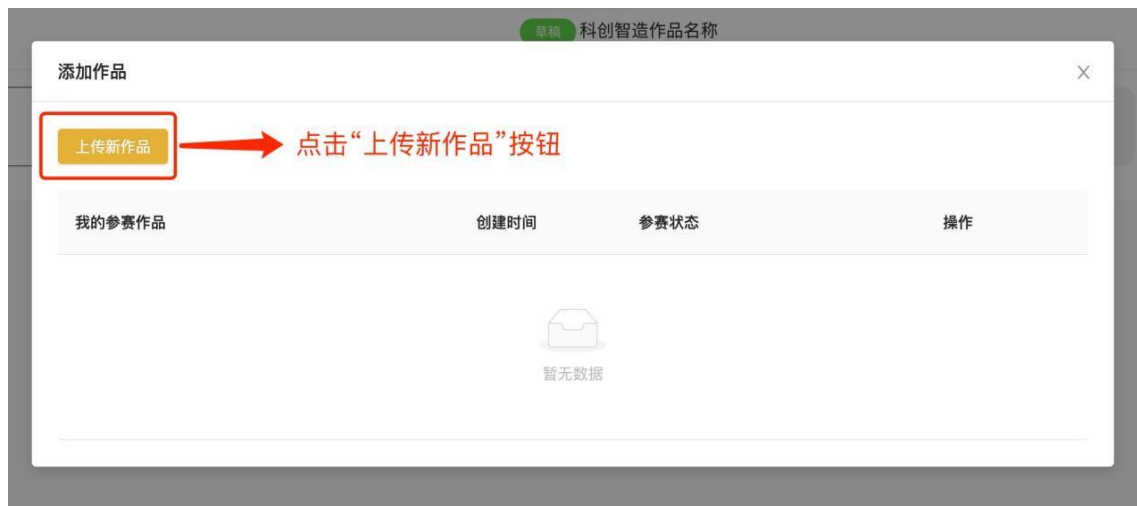 草稿 科创智造作品名称
添加作品
上传新作品 点击“上传新作品”按钮
我的参赛作品 创建时间 参赛状态 操作
暂无数据